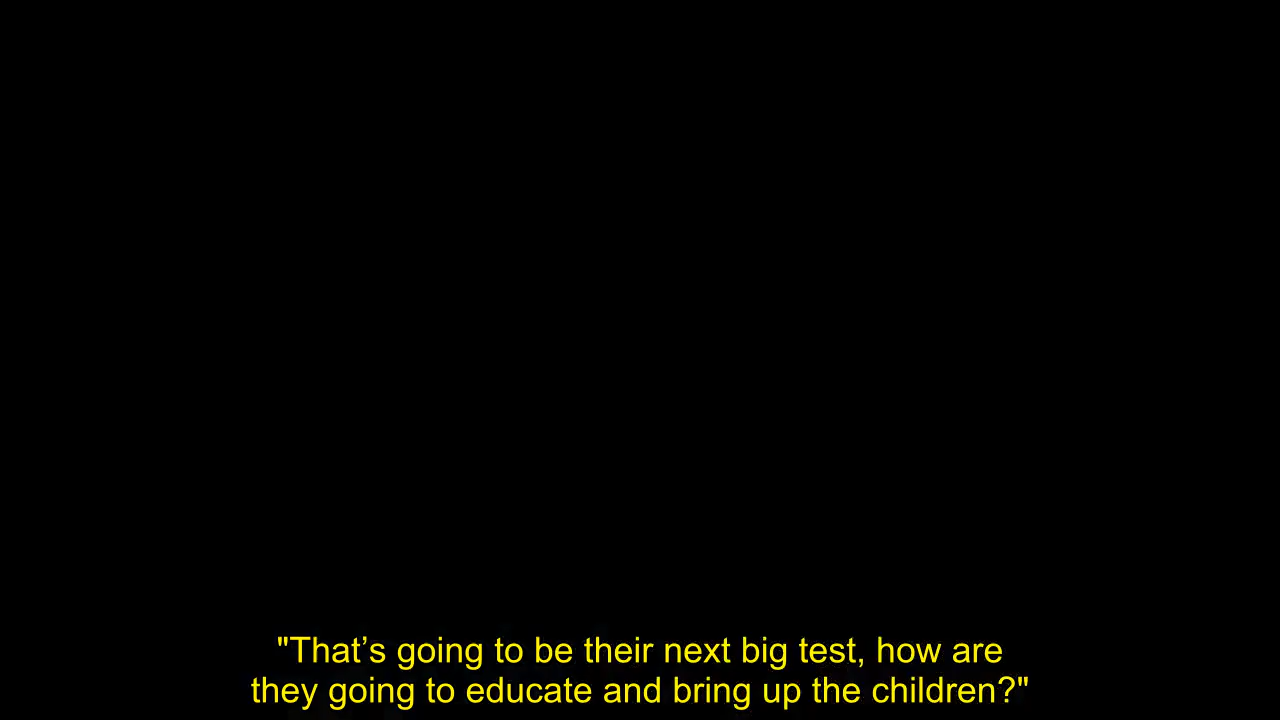 "That’s going to be their next big test, how are
they going to educate and bring up the children?"